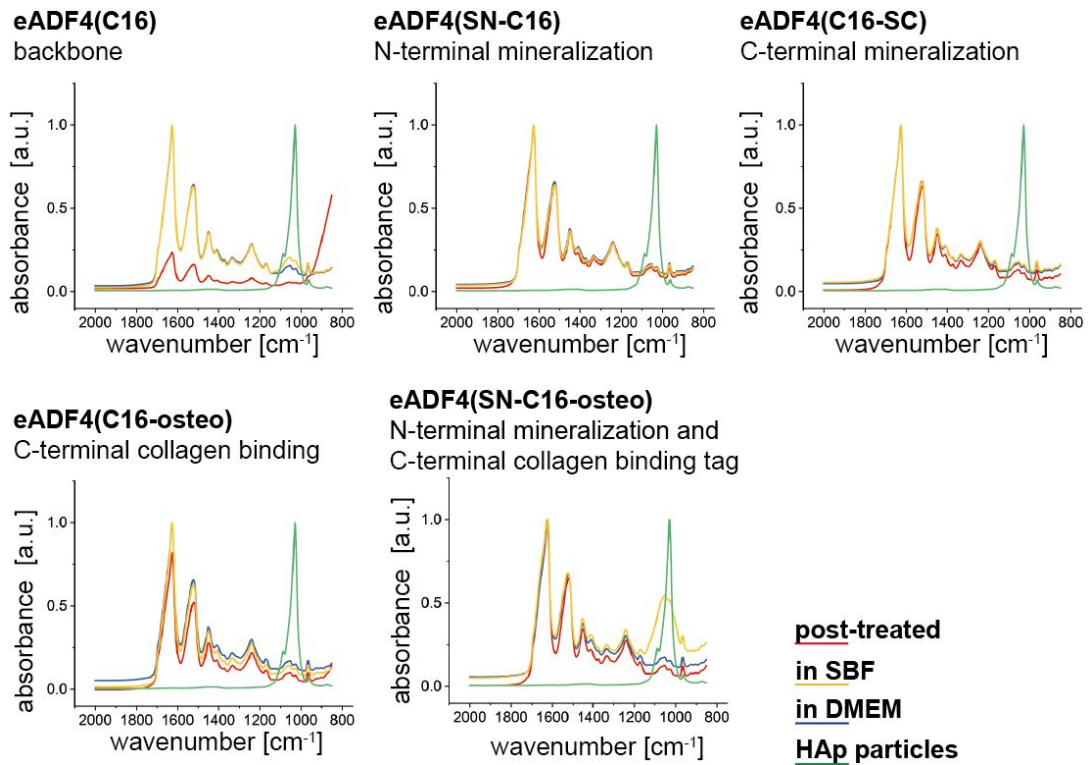 eADF4(C16)
backbone
absorbance [a.u.]
1.0
0.5
0.0
2000 1800 1600 1400 1200 1000 800
wavenumber [cm⁻¹]
eADF4(SN-C16)
N-terminal mineralization
absorbance [a.u.]
1.0
0.5
0.0
2000 1800 1600 1400 1200 1000 800
wavenumber [cm⁻¹]
eADF4(C16-SC)
C-terminal mineralization
absorbance [a.u.]
1.0
0.5
0.0
2000 1800 1600 1400 1200 1000 800
wavenumber [cm⁻¹]
eADF4(C16-osteo)
C-terminal collagen binding
absorbance [a.u.]
1.0
0.5
0.0
2000 1800 1600 1400 1200 1000 800
wavenumber [cm⁻¹]
eADF4(SN-C16-osteo)
N-terminal mineralization and
C-terminal collagen binding tag
absorbance [a.u.]
1.0
0.5
0.0
2000 1800 1600 1400 1200 1000 800
wavenumber [cm⁻¹]
post-treated
in SBF
in DMEM
HAp particles